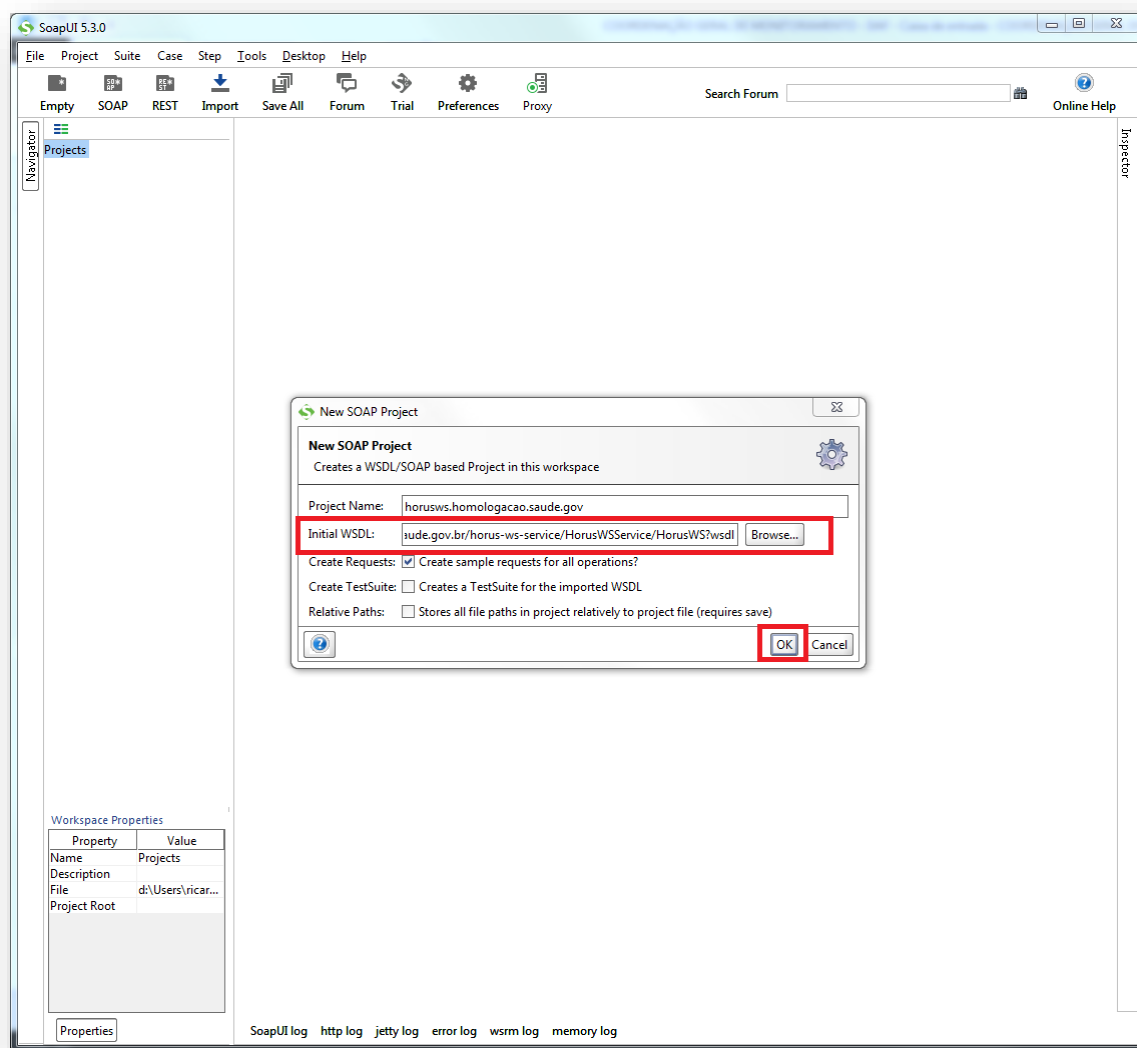 SoapUI 5.3.0
File Project Suite Case Step Tools Desktop Help
Empty SOAP REST Import Save All Forum Trial Preferences Proxy
Search Forum
Online Help
Navigator
Projects
Inspector
New SOAP Project
New SOAP Project
Creates a WSDL/SOAP based Project in this workspace
Project Name: horusws.homologacao.saude.gov
Initial WSDL: aude.gov.br/horus-ws-service/HorusWSService/HorusWS?wsdl Browse...
Create Requests: Create sample requests for all operations?
Create TestSuite: Creates a TestSuite for the imported WSDL
Relative Paths: Stores all file paths in project relatively to project file (requires save)
OK Cancel
Workspace Properties
Property Value
Name Projects
Description
File d:\Users\ricar...
Project Root
Properties
SoapUI log http log jetty log error log wsrm log memory log